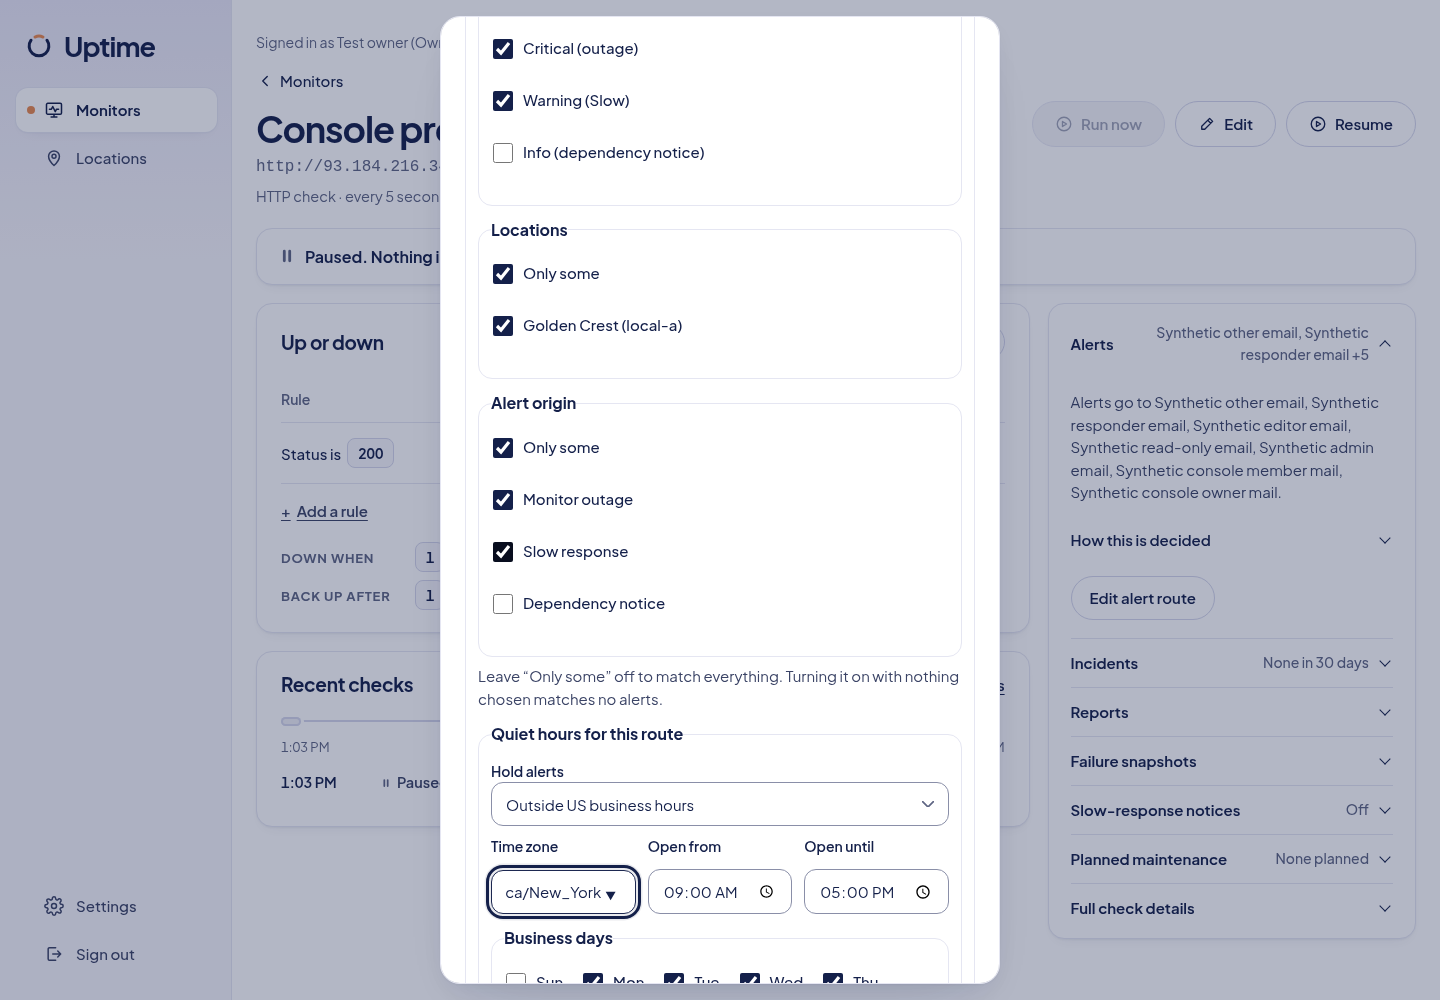 Uptime
Monitors
Locations
Settings
Sign out
Signed in as Test owner (Own
Monitors
Console pr
http://93.184.216.3
HTTP check · every 5 secon
Run now
Edit
Resume
Paused. Nothing i
Up or down
Rule
Status is 200
+ Add a rule
DOWN WHEN 1
BACK UP AFTER 1
Recent checks
1:03 PM
1:03 PM Pause
Critical (outage)
Warning (Slow)
Info (dependency notice)
Locations
Only some
Golden Crest (local-a)
Alert origin
Only some
Monitor outage
Slow response
Dependency notice
Leave “Only some” off to match everything. Turning it on with nothing
chosen matches no alerts.
Quiet hours for this route
Hold alerts
Outside US business hours
Time zone Open from Open until
ca/New_York 09:00 AM 05:00 PM
Business days
Sun Mon Tue Wed Thu
Alerts
Synthetic other email, Synthetic
responder email +5
Alerts go to Synthetic other email, Synthetic
responder email, Synthetic editor email,
Synthetic read-only email, Synthetic admin
email, Synthetic console member mail,
Synthetic console owner mail.
How this is decided
Edit alert route
Incidents None in 30 days
Reports
Failure snapshots
Slow-response notices Off
Planned maintenance None planned
Full check details